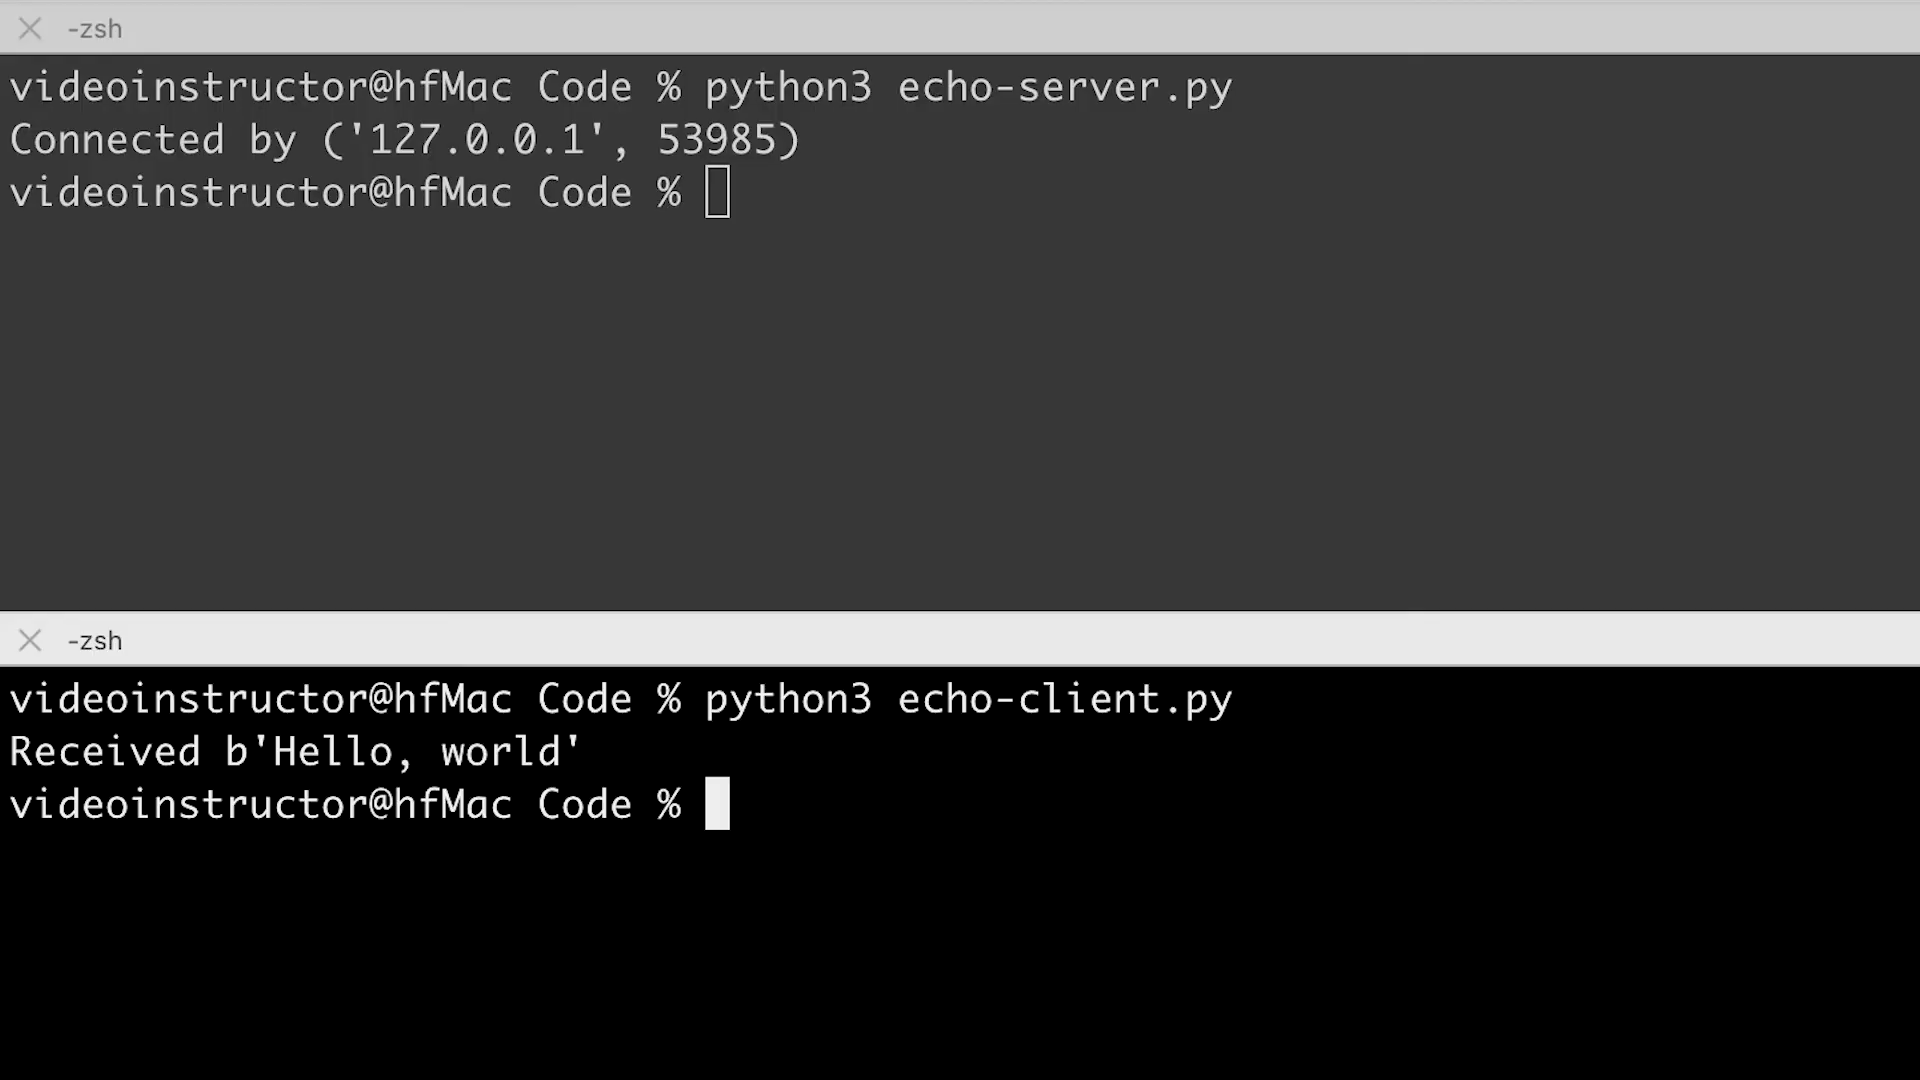 -zsh
videoinstructor@hfMac Code % python3 echo-server.py
Connected by ('127.0.0.1', 53985)
videoinstructor@hfMac Code %
-zsh
videoinstructor@hfMac Code % python3 echo-client.py
Received b'Hello, world'
videoinstructor@hfMac Code %